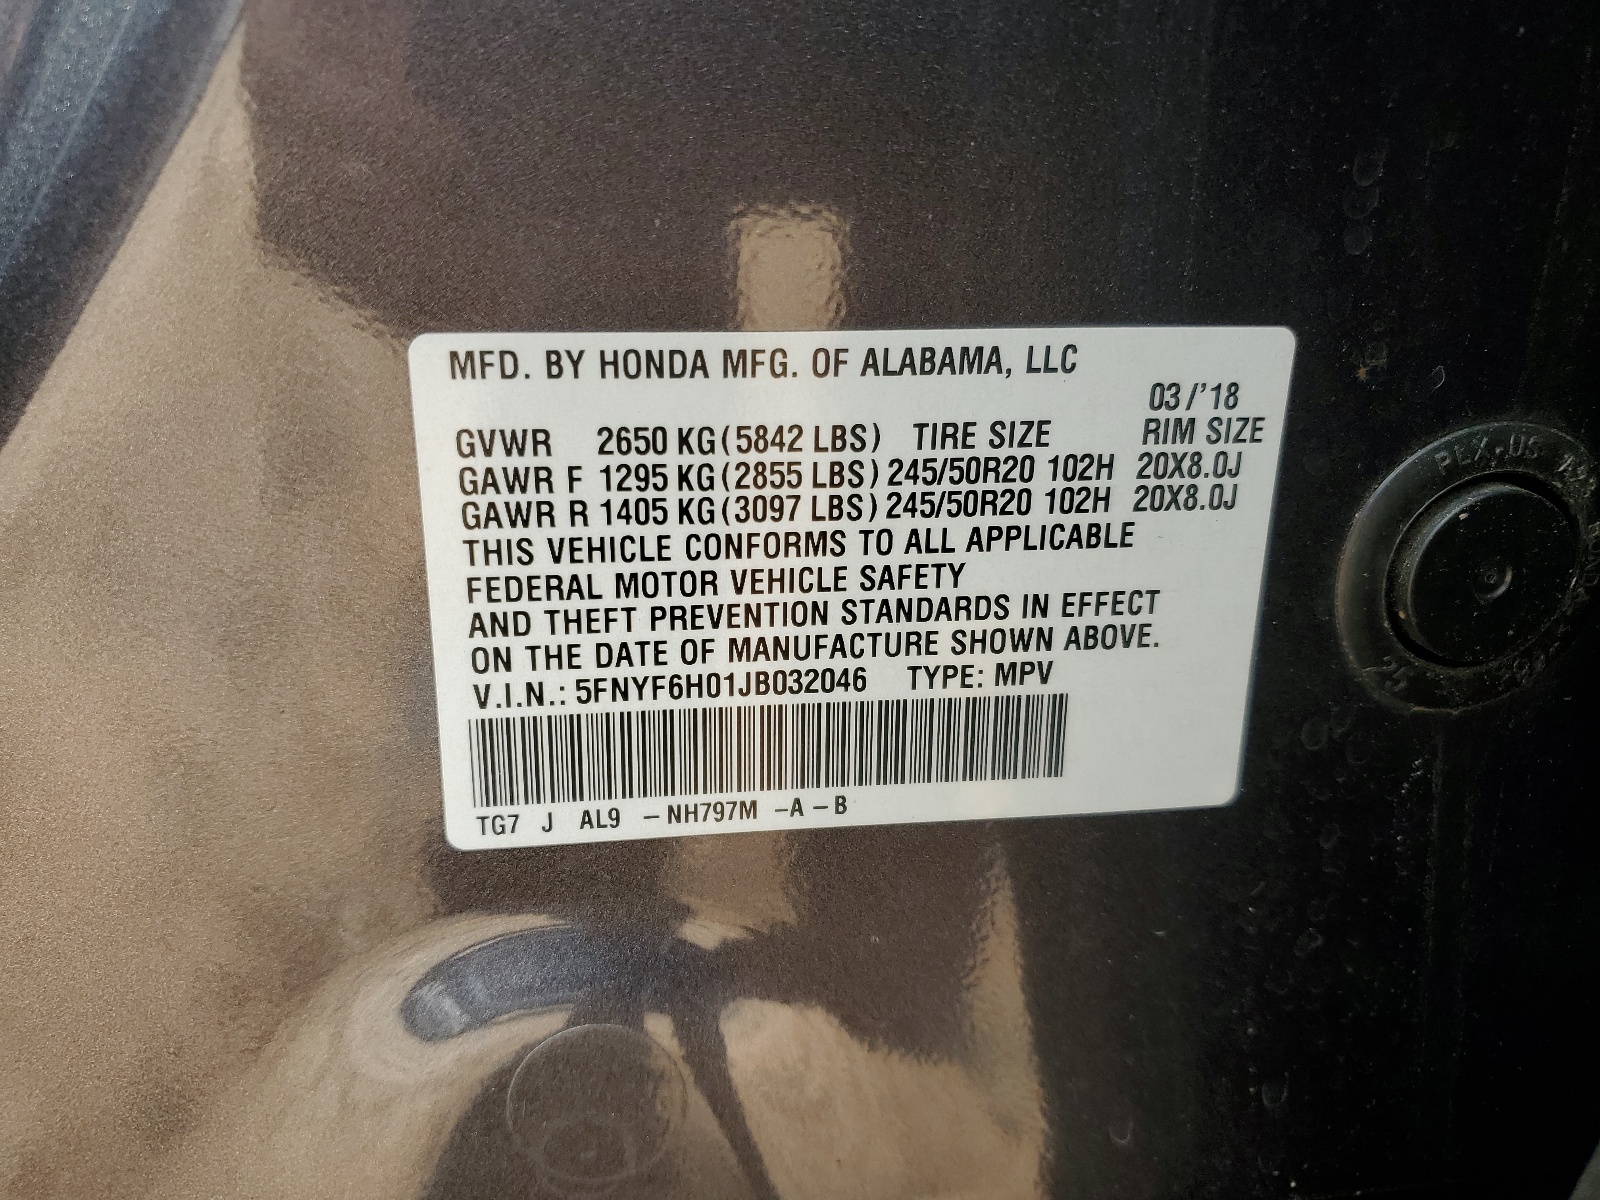 MFD. BY HONDA MFG. OF ALABAMA, LLC
03/'18
GVWR 2650 KG (5842 LBS) TIRE SIZE RIM SIZE
GAWR F 1295 KG (2855 LBS) 245/50R20 102H 20X8.0J
GAWR R 1405 KG (3097 LBS) 245/50R20 102H 20X8.0J
THIS VEHICLE CONFORMS TO ALL APPLICABLE
FEDERAL MOTOR VEHICLE SAFETY
AND THEFT PREVENTION STANDARDS IN EFFECT
ON THE DATE OF MANUFACTURE SHOWN ABOVE.
V.I.N.: 5FNYF6H01JB032046 TYPE: MPV
TG7 J AL9 - NH797M -A - B